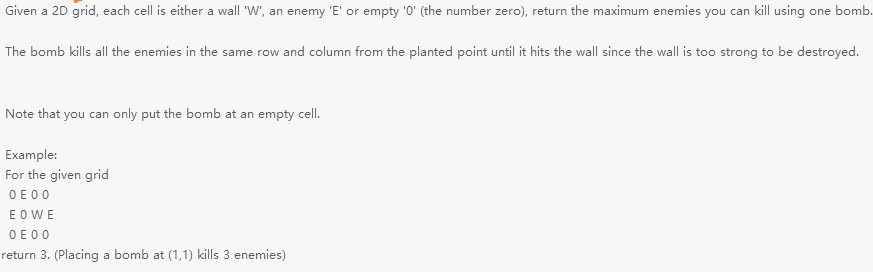 Given a 2D grid, each cell is either a wall 'W', an enemy 'E' or empty '0' (the number zero), return the maximum enemies you can kill using one bomb.
The bomb kills all the enemies in the same row and column from the planted point until it hits the wall since the wall is too strong to be destroyed.
Note that you can only put the bomb at an empty cell.
Example:
For the given grid
0 E 0 0
E 0 W E
0 E 0 0
return 3. (Placing a bomb at (1,1) kills 3 enemies)